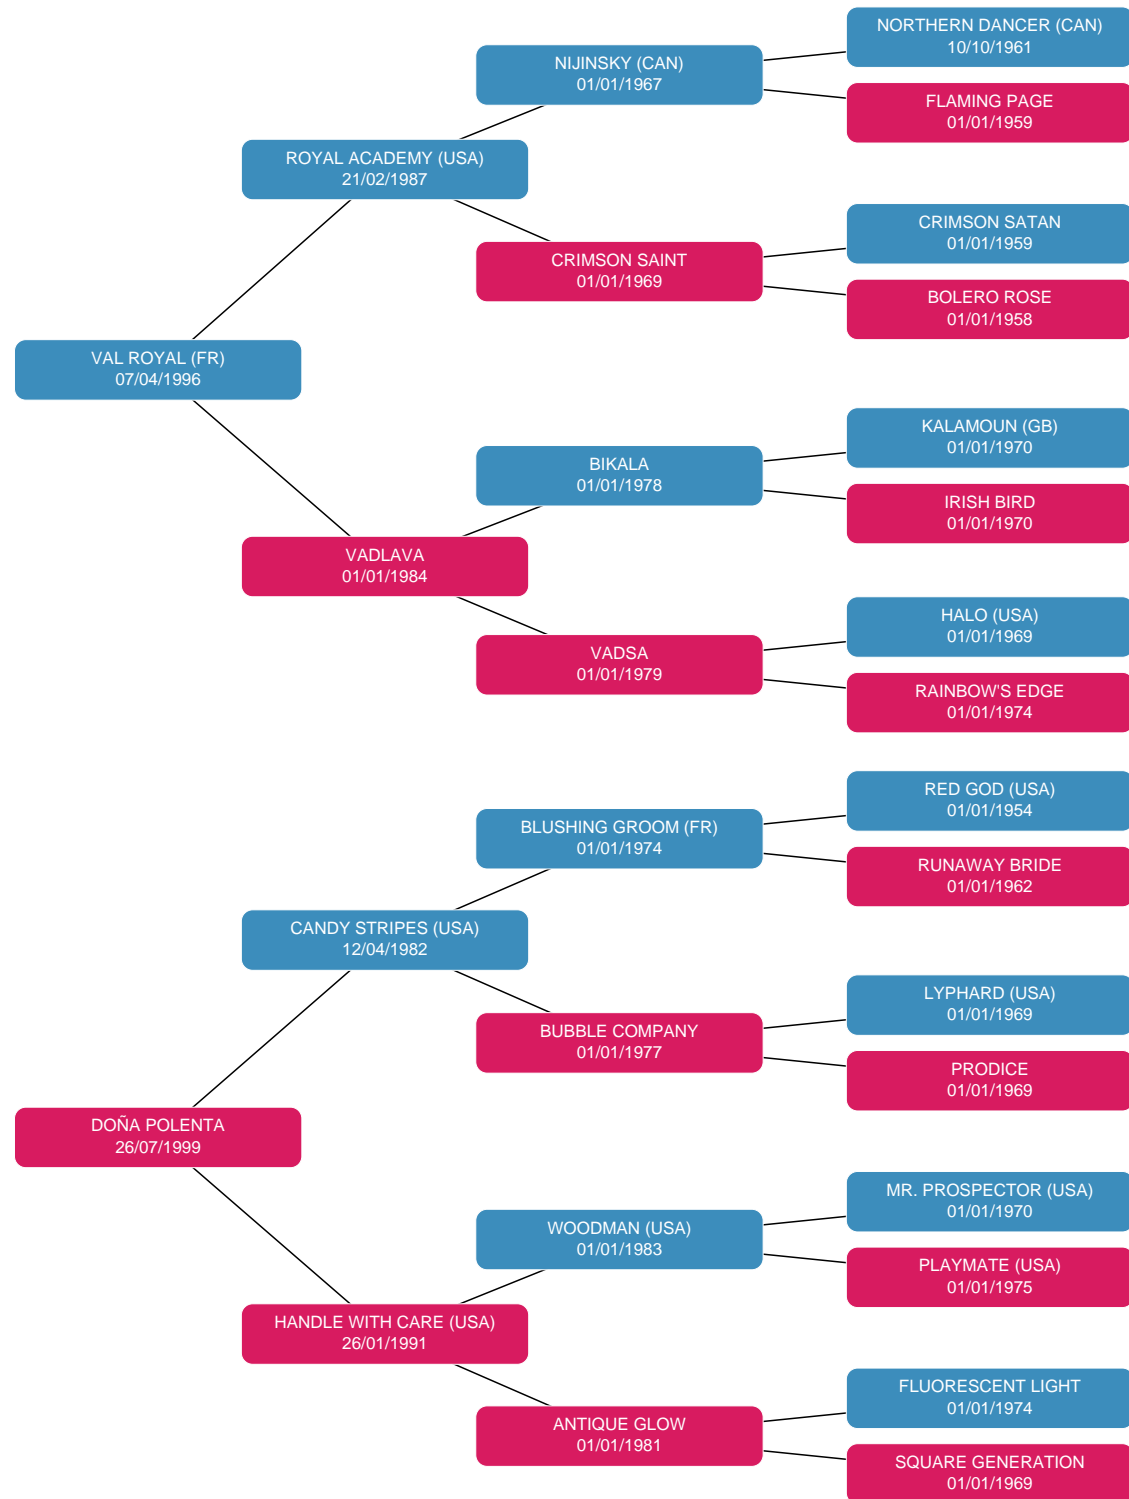 NORTHERN DANCER (CAN)
10/10/1961
NIJINSKY (CAN)
01/01/1967
FLAMING PAGE
01/01/1959
ROYAL ACADEMY (USA)
21/02/1987
CRIMSON SATAN
01/01/1959
CRIMSON SAINT
01/01/1969
BOLERO ROSE
01/01/1958
VAL ROYAL (FR)
07/04/1996
KALAMOUN (GB)
01/01/1970
BIKALA
01/01/1978
IRISH BIRD
01/01/1970
VADLAVA
01/01/1984
HALO (USA)
01/01/1969
VADSA
01/01/1979
RAINBOW'S EDGE
01/01/1974
RED GOD (USA)
01/01/1954
BLUSHING GROOM (FR)
01/01/1974
RUNAWAY BRIDE
01/01/1962
CANDY STRIPES (USA)
12/04/1982
LYPHARD (USA)
01/01/1969
BUBBLE COMPANY
01/01/1977
PRODICE
01/01/1969
DOÑA POLENTA
26/07/1999
MR. PROSPECTOR (USA)
01/01/1970
WOODMAN (USA)
01/01/1983
PLAYMATE (USA)
01/01/1975
HANDLE WITH CARE (USA)
26/01/1991
FLUORESCENT LIGHT
01/01/1974
ANTIQUE GLOW
01/01/1981
SQUARE GENERATION
01/01/1969